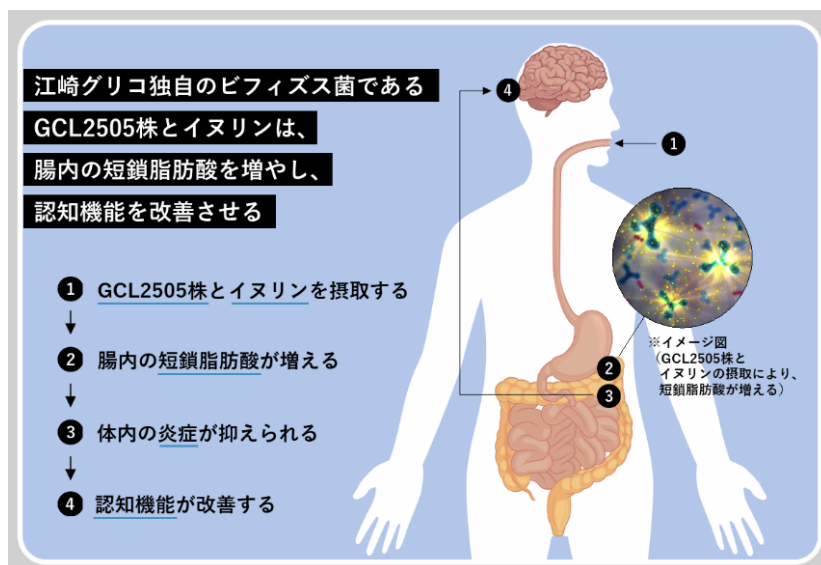 江崎グリコ独自のビフィズス菌である
GCL2505株とイヌリンは、
腸内の短鎖脂肪酸を増やし、
認知機能を改善させる
1 GCL2505株とイヌリンを摂取する
↓
2 腸内の短鎖脂肪酸が増える
↓
3 体内の炎症が抑えられる
↓
4 認知機能が改善する
4
1
2
3
※イメージ図
(GCL2505株と
イヌリンの摂取により、
短鎖脂肪酸が増える)